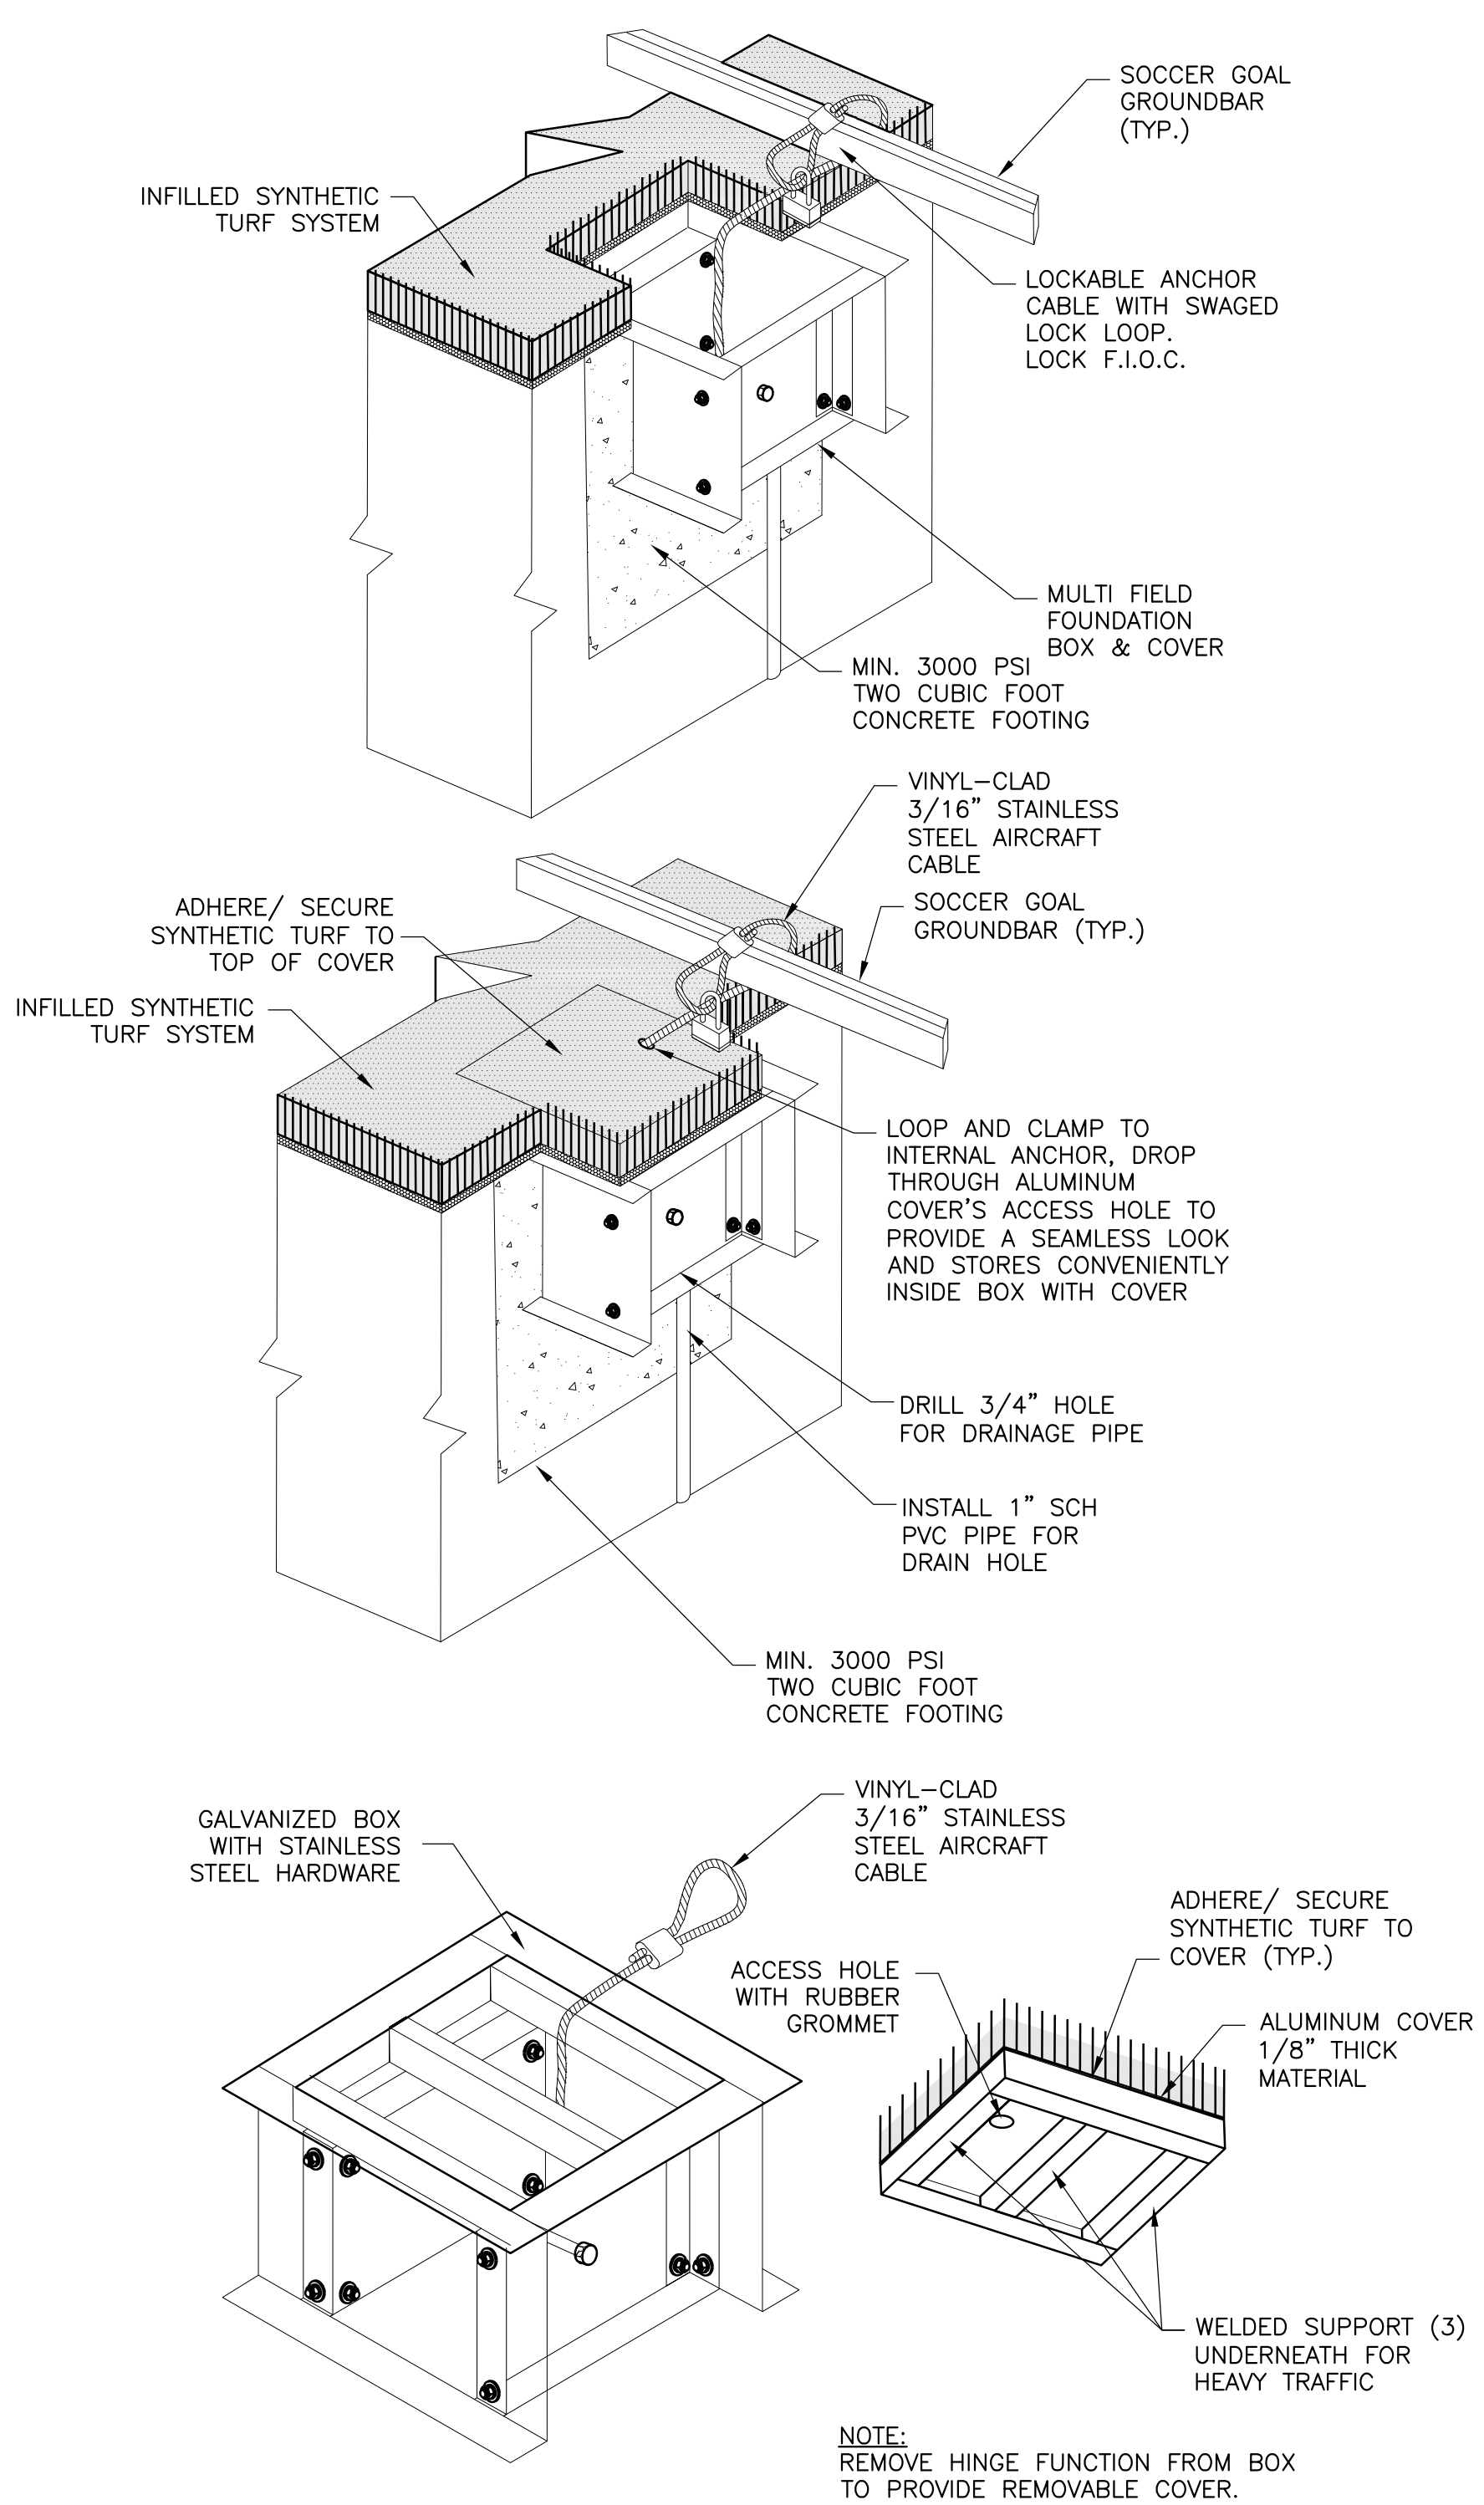 SOCCER GOAL
GROUNDBAR
(TYP.)
INFILLED SYNTHETIC
TURF SYSTEM
LOCKABLE ANCHOR
CABLE WITH SWAGED
LOCK LOOP.
LOCK F.I.O.C.
MULTI FIELD
FOUNDATION
BOX & COVER
MIN. 3000 PSI
TWO CUBIC FOOT
CONCRETE FOOTING
VINYL-CLAD
3/16" STAINLESS
STEEL AIRCRAFT
CABLE
SOCCER GOAL
GROUNDBAR (TYP.)
ADHERE/ SECURE
SYNTHETIC TURF TO
TOP OF COVER
INFILLED SYNTHETIC
TURF SYSTEM
LOOP AND CLAMP TO
INTERNAL ANCHOR, DROP
THROUGH ALUMINUM
COVER'S ACCESS HOLE TO
PROVIDE A SEAMLESS LOOK
AND STORES CONVENIENTLY
INSIDE BOX WITH COVER
DRILL 3/4" HOLE
FOR DRAINAGE PIPE
INSTALL 1" SCH
PVC PIPE FOR
DRAIN HOLE
MIN. 3000 PSI
TWO CUBIC FOOT
CONCRETE FOOTING
VINYL-CLAD
3/16" STAINLESS
STEEL AIRCRAFT
CABLE
GALVANIZED BOX
WITH STAINLESS
STEEL HARDWARE
ADHERE/ SECURE
SYNTHETIC TURF TO
COVER (TYP.)
ACCESS HOLE
WITH RUBBER
GROMMET
ALUMINUM COVER
1/8" THICK
MATERIAL
WELDED SUPPORT (3)
UNDERNEATH FOR
HEAVY TRAFFIC
NOTE:
REMOVE HINGE FUNCTION FROM BOX
TO PROVIDE REMOVABLE COVER.